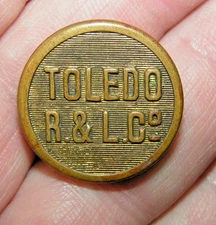 TOLEDO
R. & L. Co